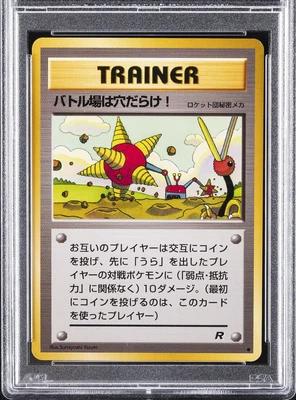 TRAINER
バトル場は穴だらけ！
ロケット団秘密メカ
お互いのプレイヤーは交互にコイン
を投げ、先に「うら」を出したプレイ
ヤーの対戦ポケモンに（「弱点・抵抗
力」に関係なく）10ダメージ。（最初
にコインを投げるのは、このカード
を使ったプレイヤー）
R